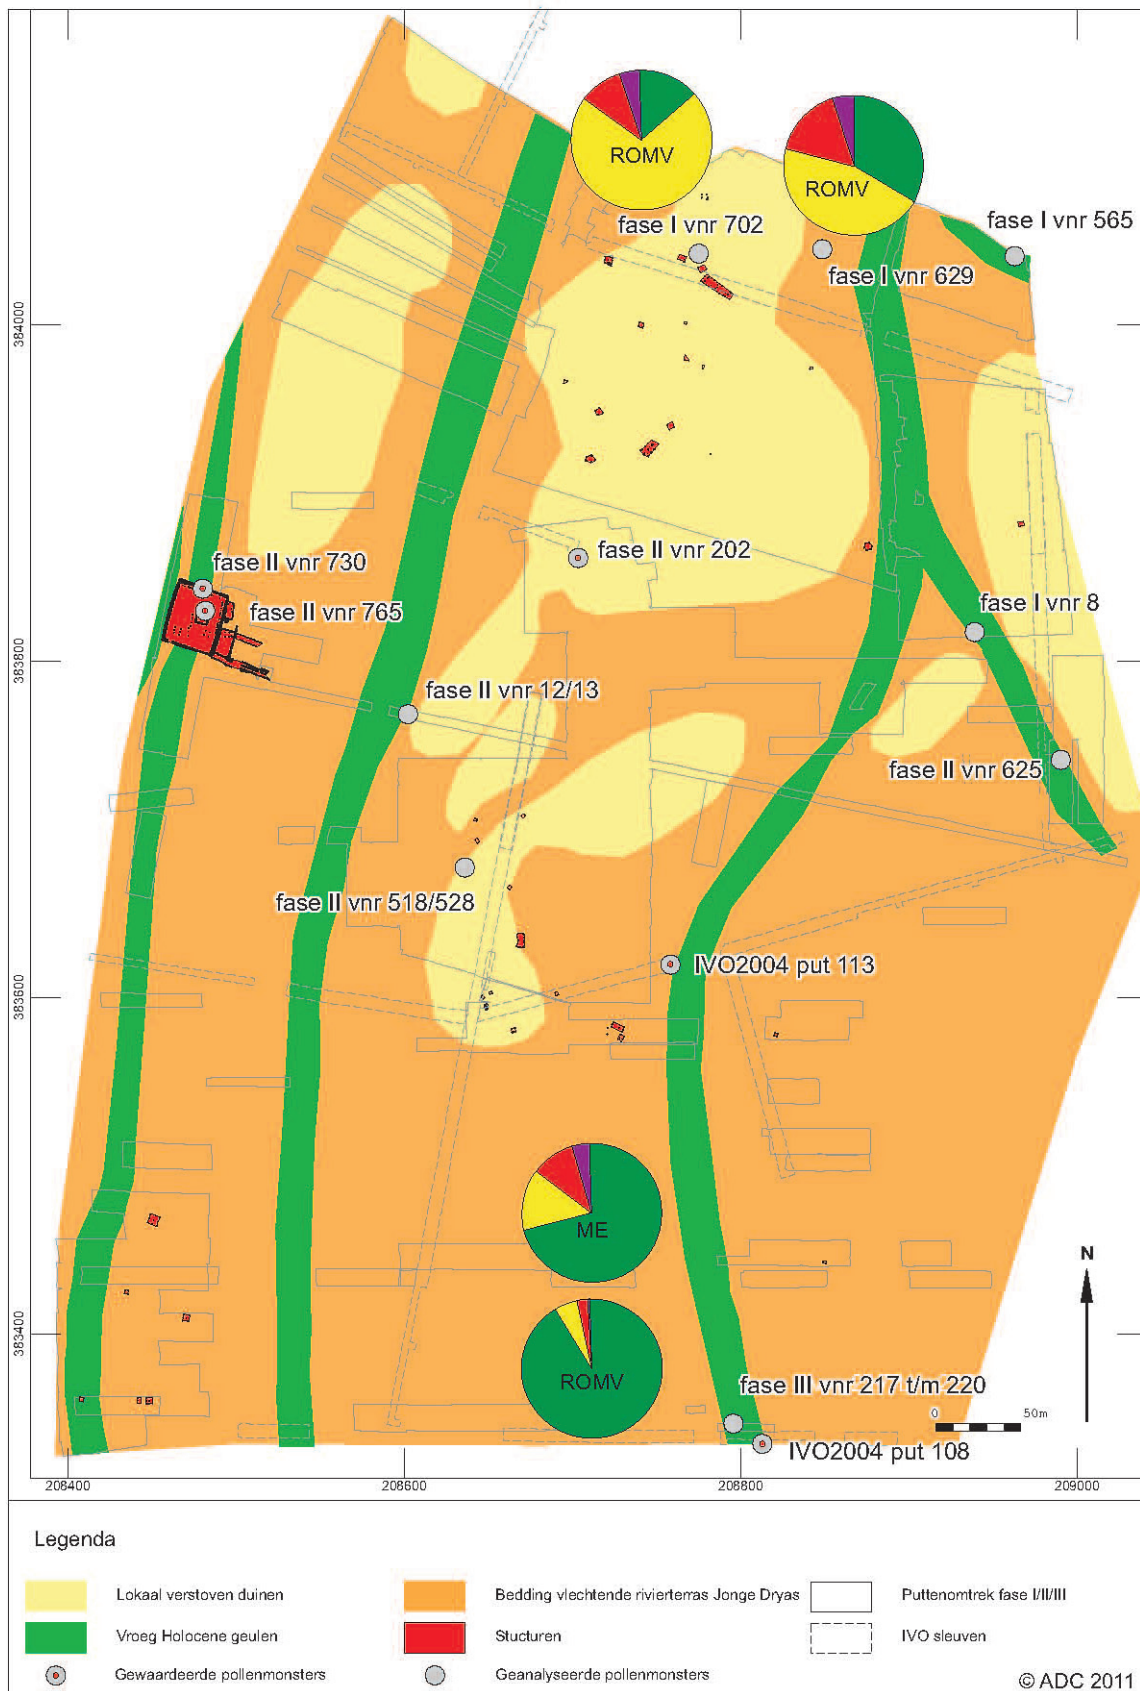 ROMV
ROMV
fase I vnr 702
fase I vnr 565
fase I vnr 629
384000
fase II vnr 730
fase II vnr 202
fase II vnr 765
fase I vnr 8
383800
fase II vnr 12/13
fase II vnr 625
fase II vnr 518/528
IVO2004 put 113
383600
ME
N
383400
ROMV
fase III vnr 217 t/m 220
0 50m
IVO2004 put 108
208400 208600 208800 209000
Legenda
Lokaal verstoven duinen
Bedding vlechtende rivierterras Jonge Dryas
Puttenomtrek fase I/II/III
Vroeg Holocene geulen
Stucturen
IVO sleuven
Gewaardeerde pollenmonsters
Geanalyseerde pollenmonsters
© ADC 2011